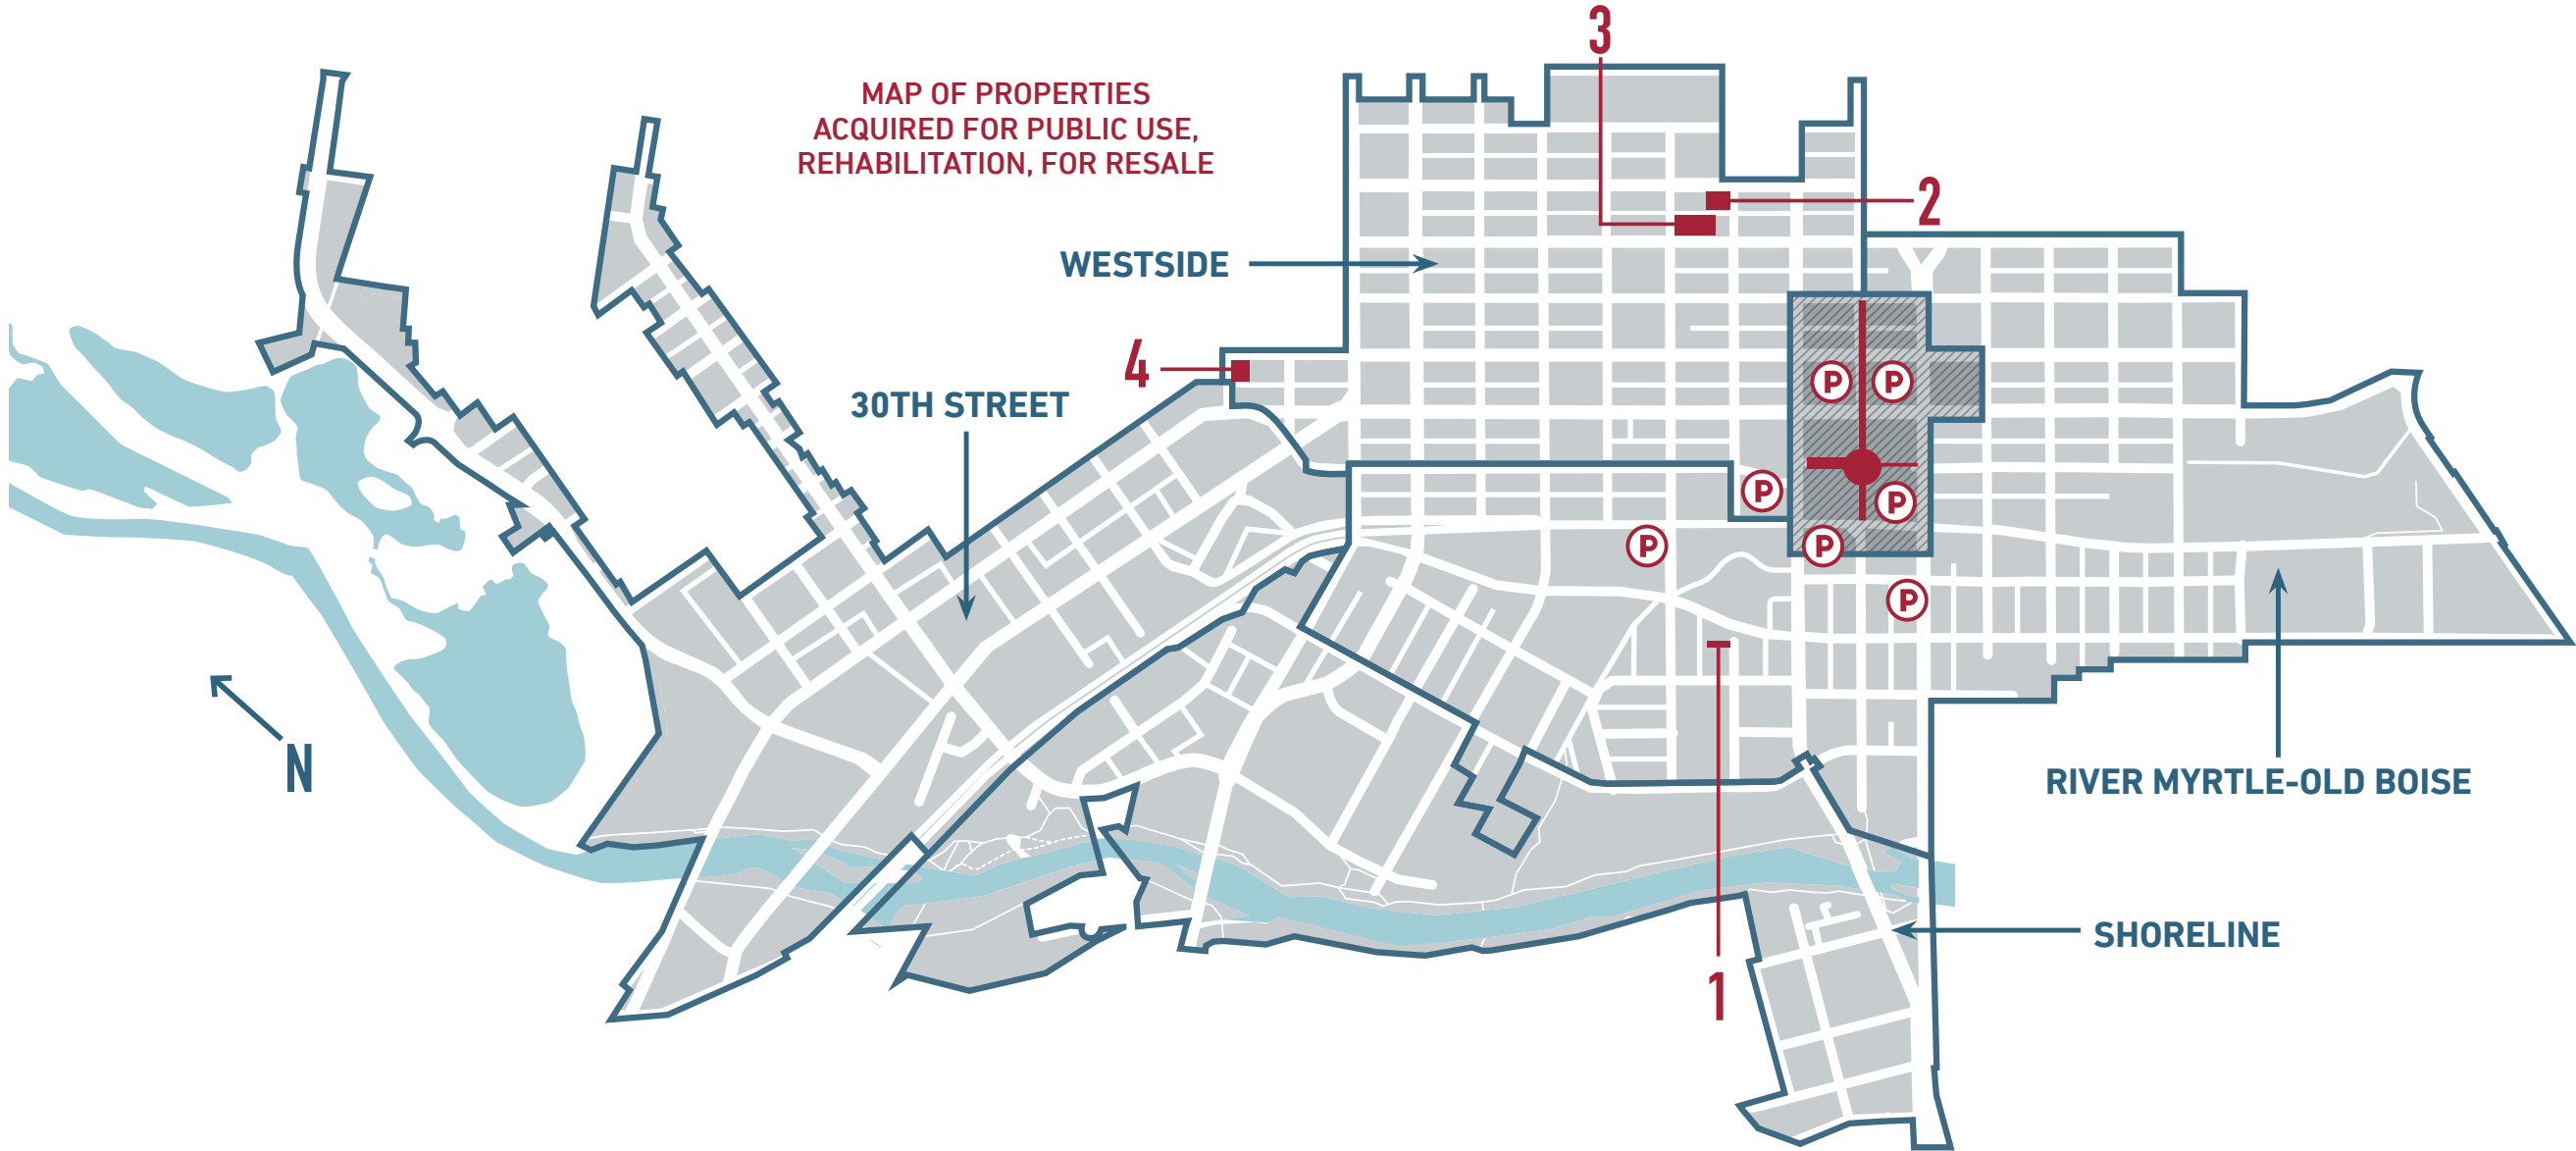 3
MAP OF PROPERTIES
ACQUIRED FOR PUBLIC USE,
REHABILITATION, FOR RESALE
2
WESTSIDE
4
30TH STREET
P
P
P
P
P
P
P
N
RIVER MYRTLE-OLD BOISE
SHORELINE
1